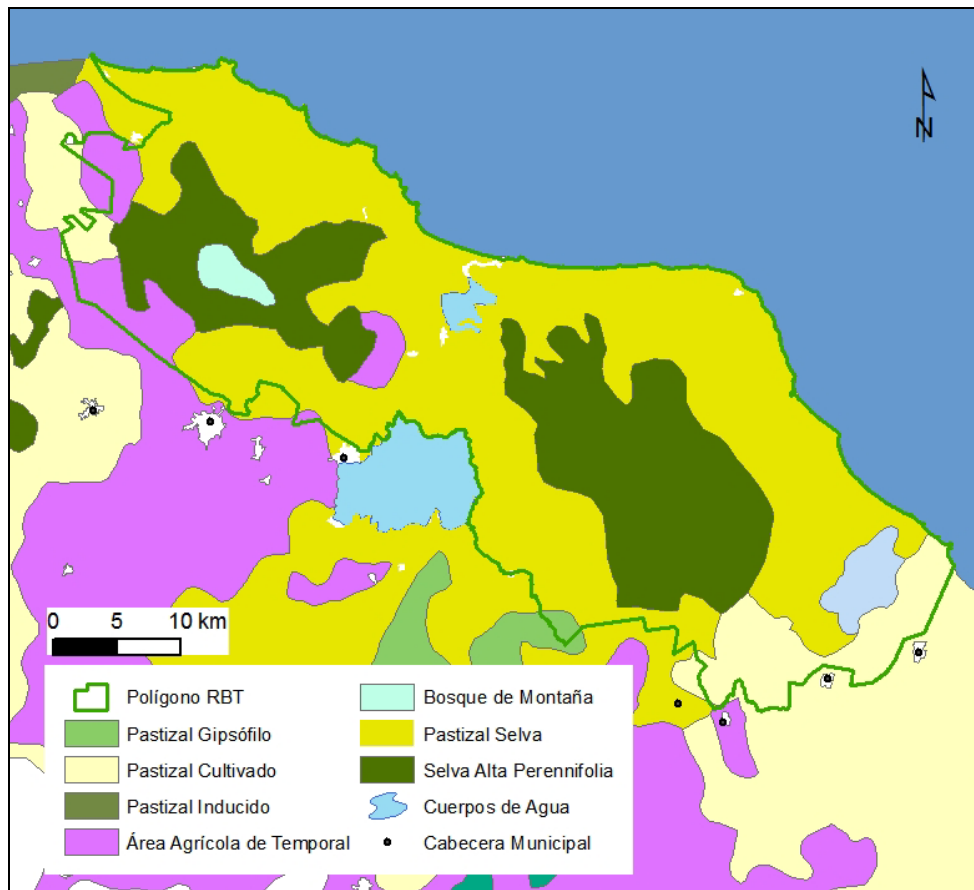 N
0 5 10 km
Polígono RBT
Pastizal Gipsófilo
Pastizal Cultivado
Pastizal Inducido
Área Agrícola de Temporal
Bosque de Montaña
Pastizal Selva
Selva Alta Perennifolia
Cuerpos de Agua
Cabecera Municipal